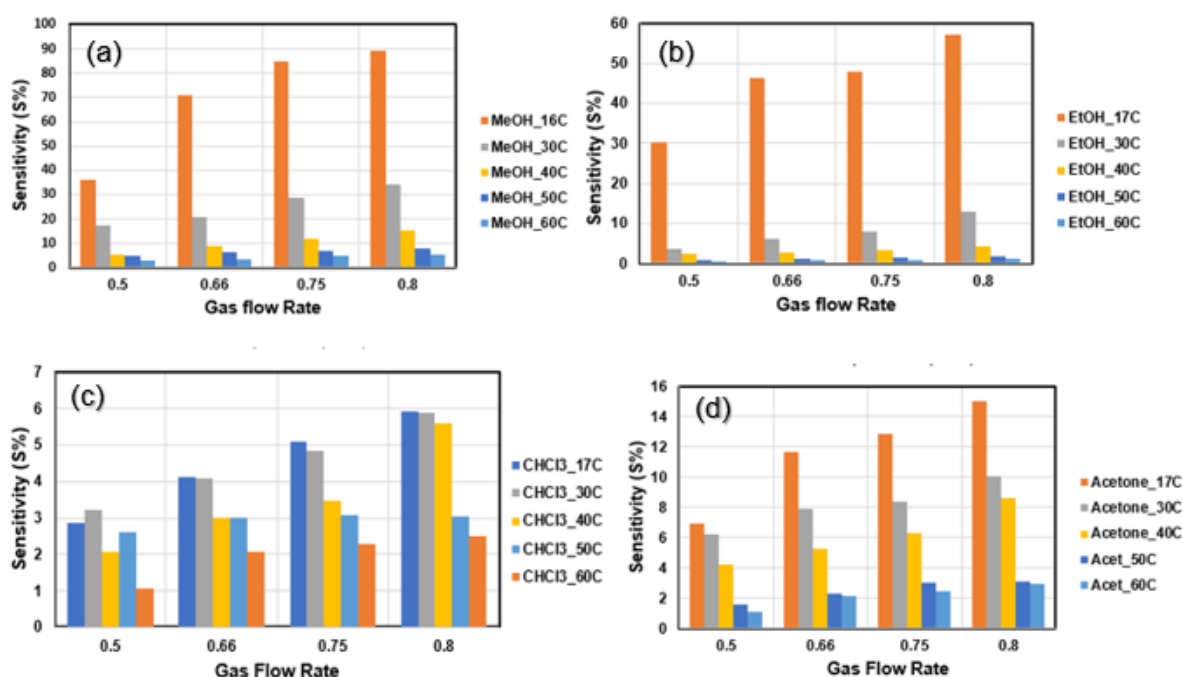 (a)
Sensitivity (S%)
100
90
80
70
60
50
40
30
20
10
0
0.5 0.66 0.75 0.8
Gas flow Rate
MeOH_16C
MeOH_30C
MeOH_40C
MeOH_50C
MeOH_60C
(b)
Sensitivity (S%)
60
50
40
30
20
10
0
0.5 0.66 0.75 0.8
Gas flow Rate
EtOH_17C
EtOH_30C
EtOH_40C
EtOH_50C
EtOH_60C
(c)
Sensitivity (S%)
7
6
5
4
3
2
1
0
0.5 0.66 0.75 0.8
Gas Flow Rate
CHCl3_17C
CHCl3_30C
CHCl3_40C
CHCl3_50C
CHCl3_60C
(d)
Sensitivity (S%)
16
14
12
10
8
6
4
2
0
0.5 0.66 0.75 0.8
Gas Flow Rate
Acetone_17C
Acetone_30C
Acetone_40C
Acet_50C
Acet_60C